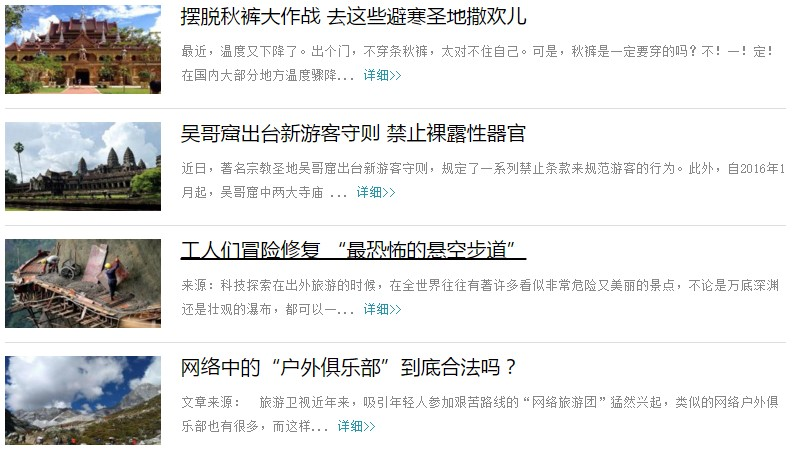 摆脱秋裤大作战 去这些避寒圣地撒欢儿
最近，温度又下降了。出个门，不穿条秋裤，太对不住自己。可是，秋裤是一定要穿的吗？不！一！定！
在国内大部分地方温度骤降... 详细>>
吴哥窟出台新游客守则 禁止裸露性器官
近日，著名宗教圣地吴哥窟出台新游客守则，规定了一系列禁止条款来规范游客的行为。此外，自2016年1
月起，吴哥窟中两大寺庙 ... 详细>>
工人们冒险修复 “最恐怖的悬空步道”
来源：科技探索在出外旅游的时候，在全世界往往有著许多看似非常危险又美丽的景点，不论是万底深渊
还是壮观的瀑布，都可以一... 详细>>
网络中的“户外俱乐部”到底合法吗？
文章来源： 旅游卫视近年来，吸引年轻人参加艰苦路线的“网络旅游团”猛然兴起，类似的网络户外俱
乐部也有很多，而这样... 详细>>